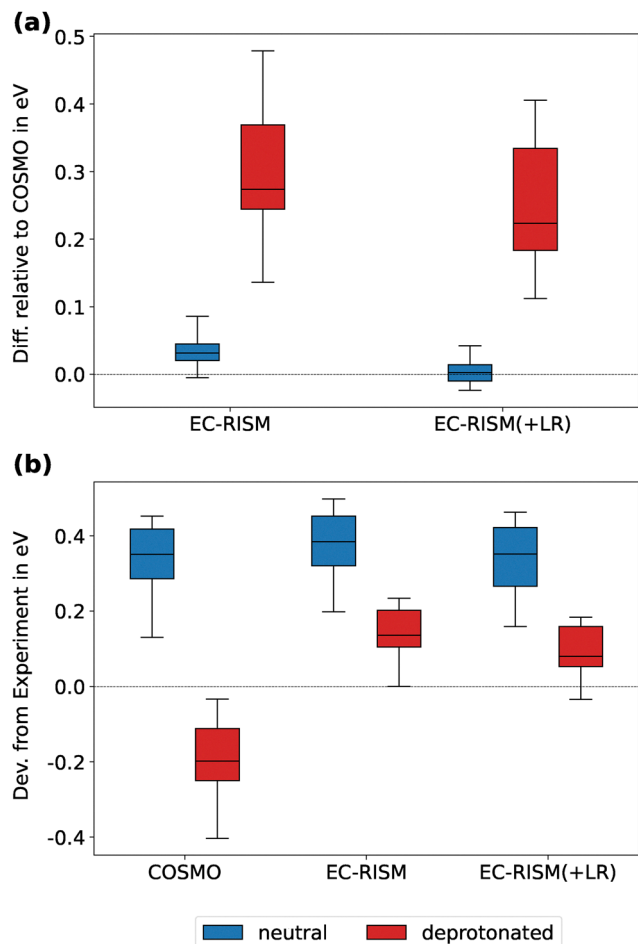 (a)
0.5
0.4
0.3
0.2
0.1
0.0
Diff. relative to COSMO in eV
EC-RISM EC-RISM(+LR)
(b)
0.4
0.2
0.0
-0.2
-0.4
Dev. from Experiment in eV
COSMO EC-RISM EC-RISM(+LR)
neutral deprotonated